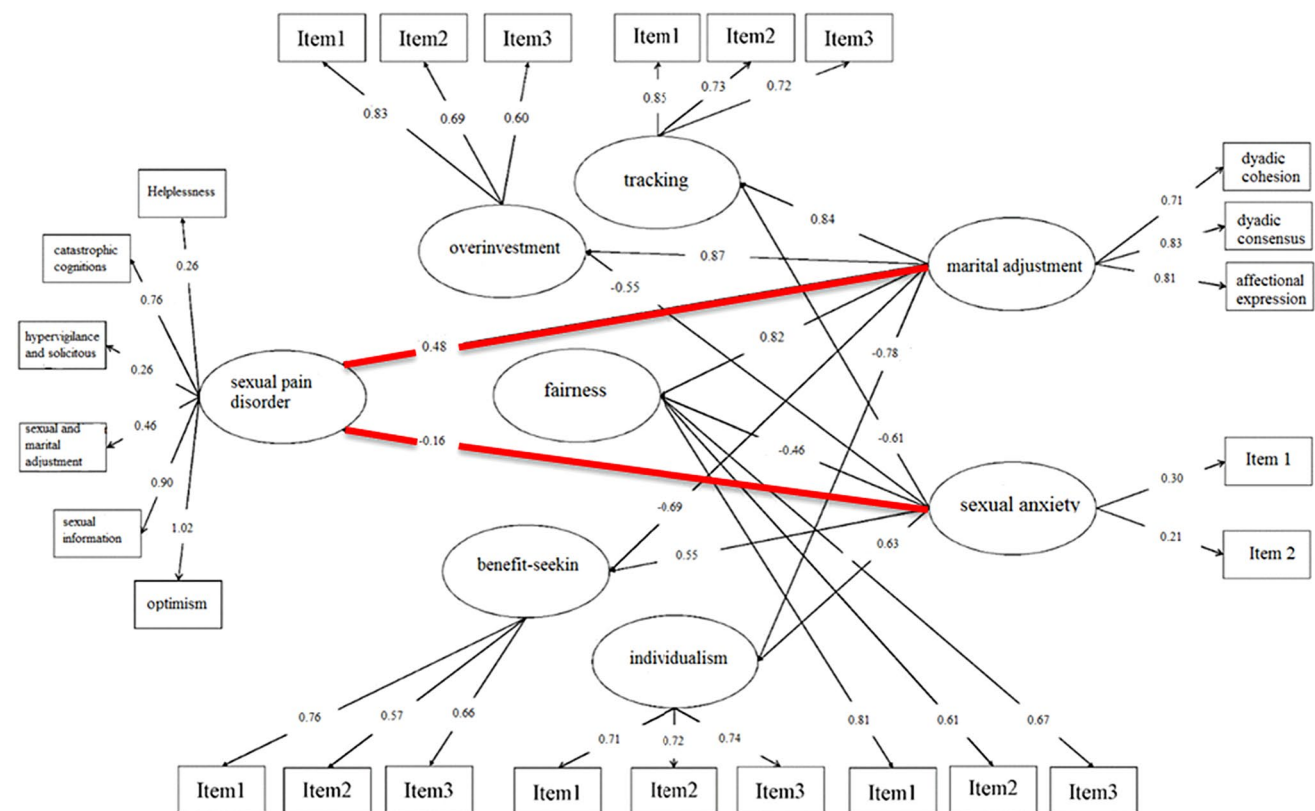 Item1
Item2
Item3
Item1
Item2
Item3
0.83
0.69
0.60
0.85
0.73
0.72
tracking
overinvestment
Helplessness
catastrophic
cognitions
hypervigilance
and solicitous
sexual and
marital
adjustment
sexual
information
optimism
0.26
0.76
0.26
0.46
0.90
1.02
sexual pain
disorder
0.84
0.87
-0.55
0.48
0.82
-0.78
marital adjustment
0.71
0.83
0.81
dyadic
cohesion
dyadic
consensus
affectional
expression
fairness
-0.16
-0.46
-0.61
sexual anxiety
0.30
0.21
Item 1
Item 2
-0.69
0.55
0.63
benefit-seekin
individualism
0.76
0.57
0.66
0.71
0.72
0.74
0.81
0.61
0.67
Item1
Item2
Item3
Item1
Item2
Item3
Item1
Item2
Item3